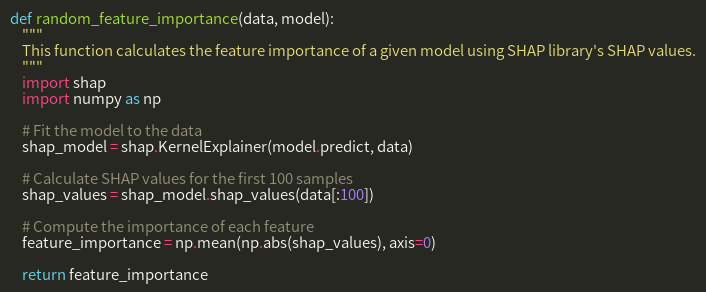 def random_feature_importance(data, model):
    """
    This function calculates the feature importance of a given model using SHAP library's SHAP values.
    """
    import shap
    import numpy as np

    # Fit the model to the data
    shap_model = shap.KernelExplainer(model.predict, data)

    # Calculate SHAP values for the first 100 samples
    shap_values = shap_model.shap_values(data[:100])

    # Compute the importance of each feature
    feature_importance = np.mean(np.abs(shap_values), axis=0)

    return feature_importance